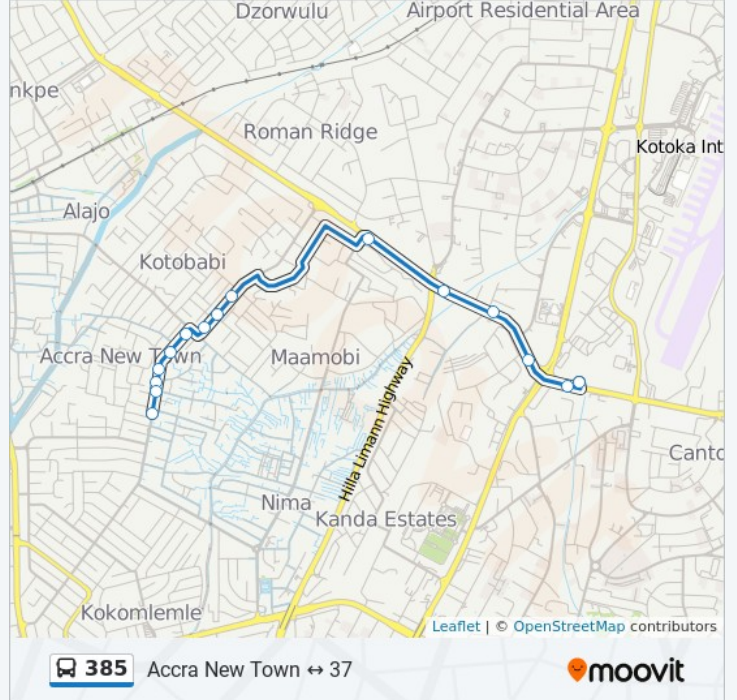 Dzorwulu
Airport Residential Area
nkpe
Roman Ridge
Kotoka Int
Alajo
Kotobabi
Accra New Town
Maamobi
Hilla Limann Highway
Canto
Nima
Kanda Estates
Kokomlemle
Leaflet | © OpenStreetMap contributors
385 Accra New Town ↔ 37
moovit